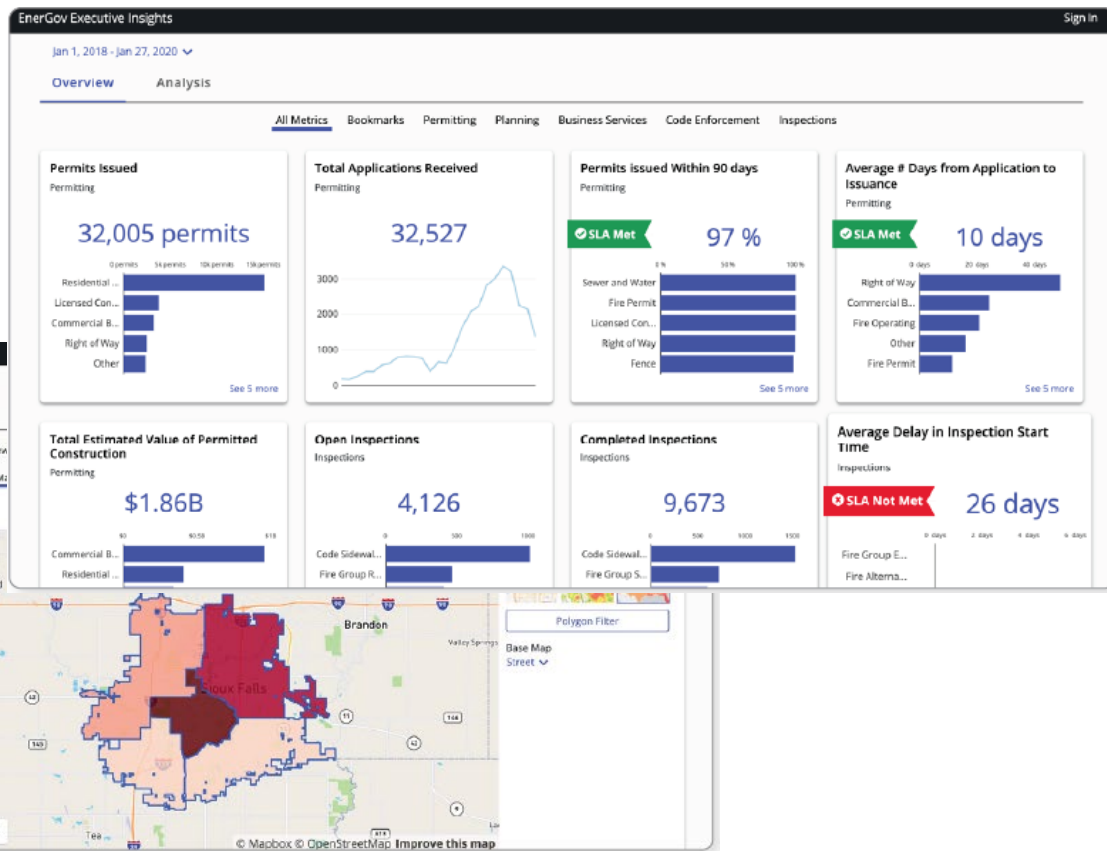 EnerGov Executive Insights
Sign In
Jan 1, 2018 - Jan 27, 2020
Overview
Analysis
All Metrics
Bookmarks
Permitting
Planning
Business Services
Code Enforcement
Inspections
Permits Issued
Permitting
32,005 permits
0 permits 5k permits 10k permits 15k permits
Residential ...
Licensed Con...
Commercial B...
Right of Way
Other
See 5 more
Total Applications Received
Permitting
32,527
3000
2000
1000
0
Permits issued Within 90 days
Permitting
SLA Met
97 %
0 % 50 % 100 %
Sewer and Water
Fire Permit
Licensed Con...
Right of Way
Fence
See 5 more
Average # Days from Application to
Issuance
Permitting
SLA Met
10 days
0 days 20 days 40 days
Right of Way
Commercial B...
Fire Operating
Other
Fire Permit
See 5 more
Total Estimated Value of Permitted
Construction
Permitting
$1.86B
$0 $0.5B $1B
Commercial B...
Residential ...
Open Inspections
Inspections
4,126
0 500 1000
Code Sidewal...
Fire Group R...
Completed Inspections
Inspections
9,673
0 500 1000 1500
Code Sidewal...
Fire Group S...
Average Delay in Inspection Start
Time
Inspections
SLA Not Met
26 days
0 days 2 days 4 days 6 days
Fire Group E...
Fire Alterna...
Brandon
Valley Springs
Sioux Falls
11
144
42
Tea
© Mapbox © OpenStreetMap Improve this map
Polygon Filter
Base Map
Street